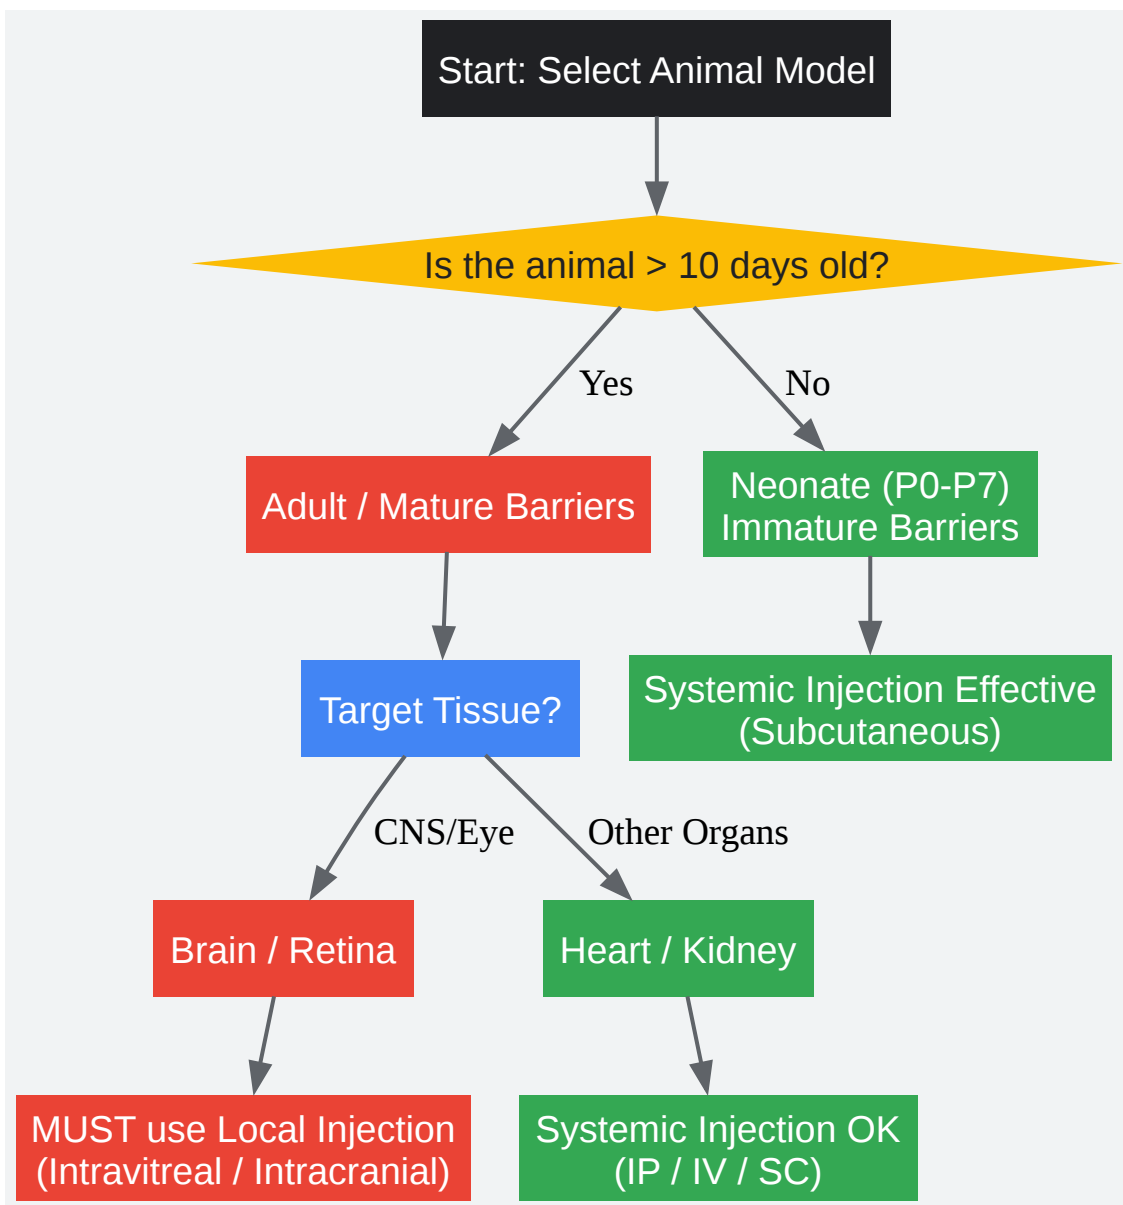 Start: Select Animal Model
Is the animal > 10 days old?
Yes
No
Adult / Mature Barriers
Neonate (P0-P7)
Immature Barriers
Target Tissue?
Systemic Injection Effective
(Subcutaneous)
CNS/Eye
Other Organs
Brain / Retina
Heart / Kidney
MUST use Local Injection
(Intravitreal / Intracranial)
Systemic Injection OK
(IP / IV / SC)